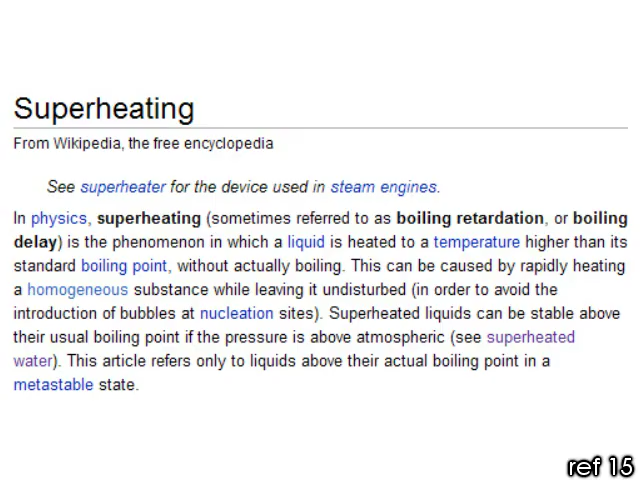 Superheating
From Wikipedia, the free encyclopedia
See superheater for the device used in steam engines.
In physics, superheating (sometimes referred to as boiling retardation, or boiling
delay) is the phenomenon in which a liquid is heated to a temperature higher than its
standard boiling point, without actually boiling. This can be caused by rapidly heating
a homogeneous substance while leaving it undisturbed (in order to avoid the
introduction of bubbles at nucleation sites). Superheated liquids can be stable above
their usual boiling point if the pressure is above atmospheric (see superheated
water). This article refers only to liquids above their actual boiling point in a
metastable state.
ref 15